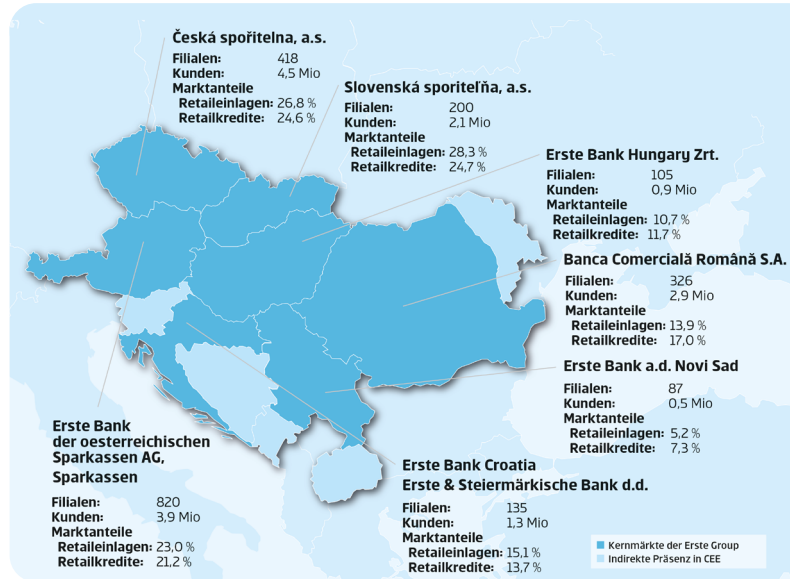 Česká spořitelna, a.s.
Filialen: 418
Kunden: 4,5 Mio
Marktanteile
Retaileinlagen: 26,8 %
Retailkredite: 24,6 %
Slovenská sporiteľňa, a.s.
Filialen: 200
Kunden: 2,1 Mio
Marktanteile
Retaileinlagen: 28,3 %
Retailkredite: 24,7 %
Erste Bank Hungary Zrt.
Filialen: 105
Kunden: 0,9 Mio
Marktanteile
Retaileinlagen: 10,7 %
Retailkredite: 11,7 %
Banca Comercială Română S.A.
Filialen: 326
Kunden: 2,9 Mio
Marktanteile
Retaileinlagen: 13,9 %
Retailkredite: 17,0 %
Erste Bank a.d. Novi Sad
Filialen: 87
Kunden: 0,5 Mio
Marktanteile
Retaileinlagen: 5,2 %
Retailkredite: 7,3 %
Erste Bank
der oesterreichischen
Sparkassen AG,
Sparkassen
Filialen: 820
Kunden: 3,9 Mio
Marktanteile
Retaileinlagen: 23,0 %
Retailkredite: 21,2 %
Erste Bank Croatia
Erste & Steiermärkische Bank d.d.
Filialen: 135
Kunden: 1,3 Mio
Marktanteile
Retaileinlagen: 15,1 %
Retailkredite: 13,7 %
Kernmärkte der Erste Group
Indirekte Präsenz in CEE